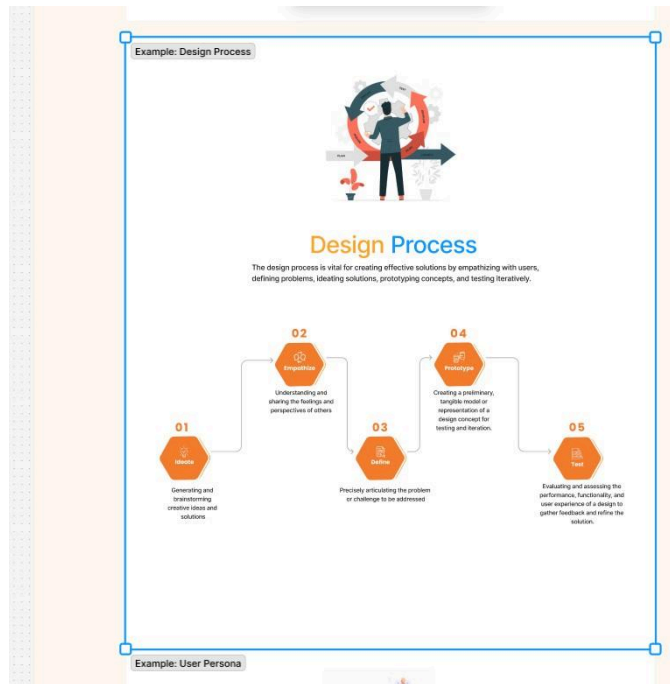 Example: Design Process
PLAN
Design Process
The design process is vital for creating effective solutions by empathizing with users,
defining problems, ideating solutions, prototyping concepts, and testing iteratively.
01
Ideate
Generating and
brainstorming
creative ideas and
solutions
02
Empathize
Understanding and
sharing the feelings and
perspectives of others
03
Define
Precisely articulating the problem
or challenge to be addressed
04
Prototype
Creating a preliminary,
tangible model or
representation of a
design concept for
testing and iteration.
05
Test
Evaluating and assessing the
performance, functionality, and
user experience of a design to
gather feedback and refine the
solution.
Example: User Persona